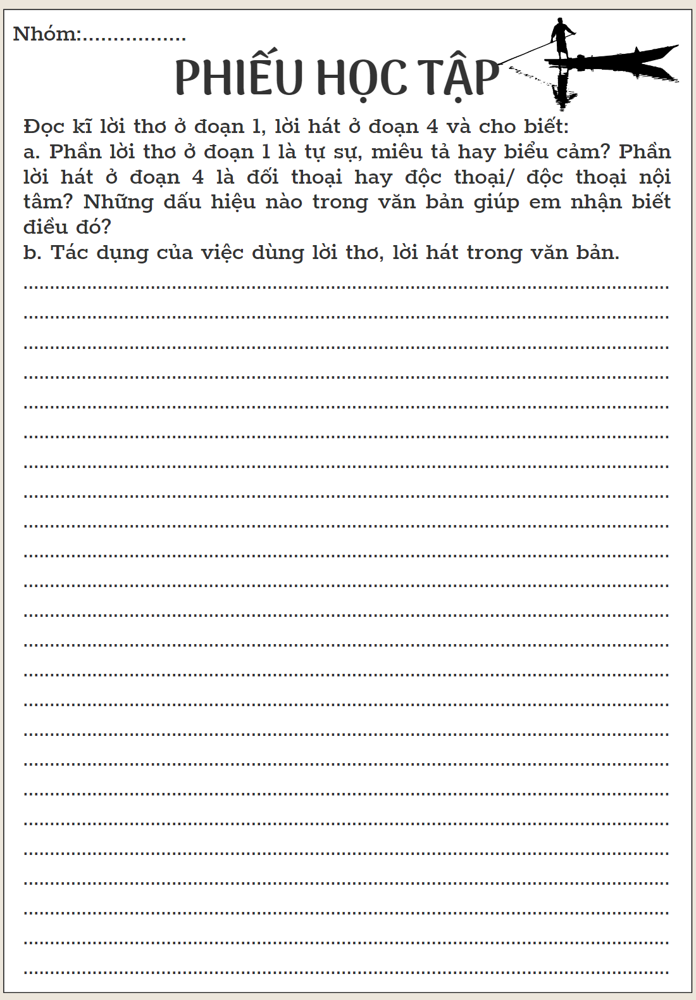 Nhóm:................
PHIẾU HỌC TẬP
Đọc kĩ lời thơ ở đoạn 1, lời hát ở đoạn 4 và cho biết:
a. Phần lời thơ ở đoạn 1 là tự sự, miêu tả hay biểu cảm? Phần
lời hát ở đoạn 4 là đối thoại hay độc thoại/ độc thoại nội
tâm? Những dấu hiệu nào trong văn bản giúp em nhận biết
điều đó?
b. Tác dụng của việc dùng lời thơ, lời hát trong văn bản.